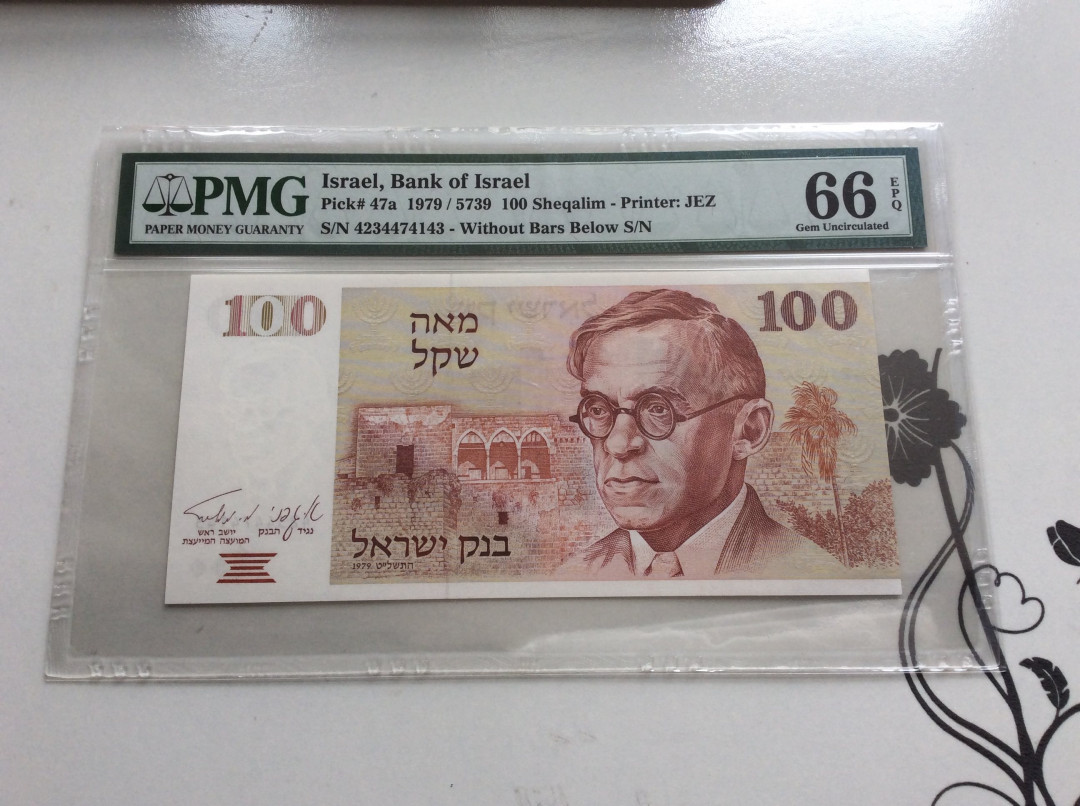 PMG
PAPER MONEY GUARANTY
Israel, Bank of Israel
Pick# 47a 1979 / 5739 100 Sheqalim - Printer: JEZ
S/N 4234474143 - Without Bars Below S/N
66
EPQ
Gem Uncirculated
100
100
מאה
שקל
נגיד הבנק
יושב ראש
המועצה המייעצת
בנק ישראל
1979 התשל"ט